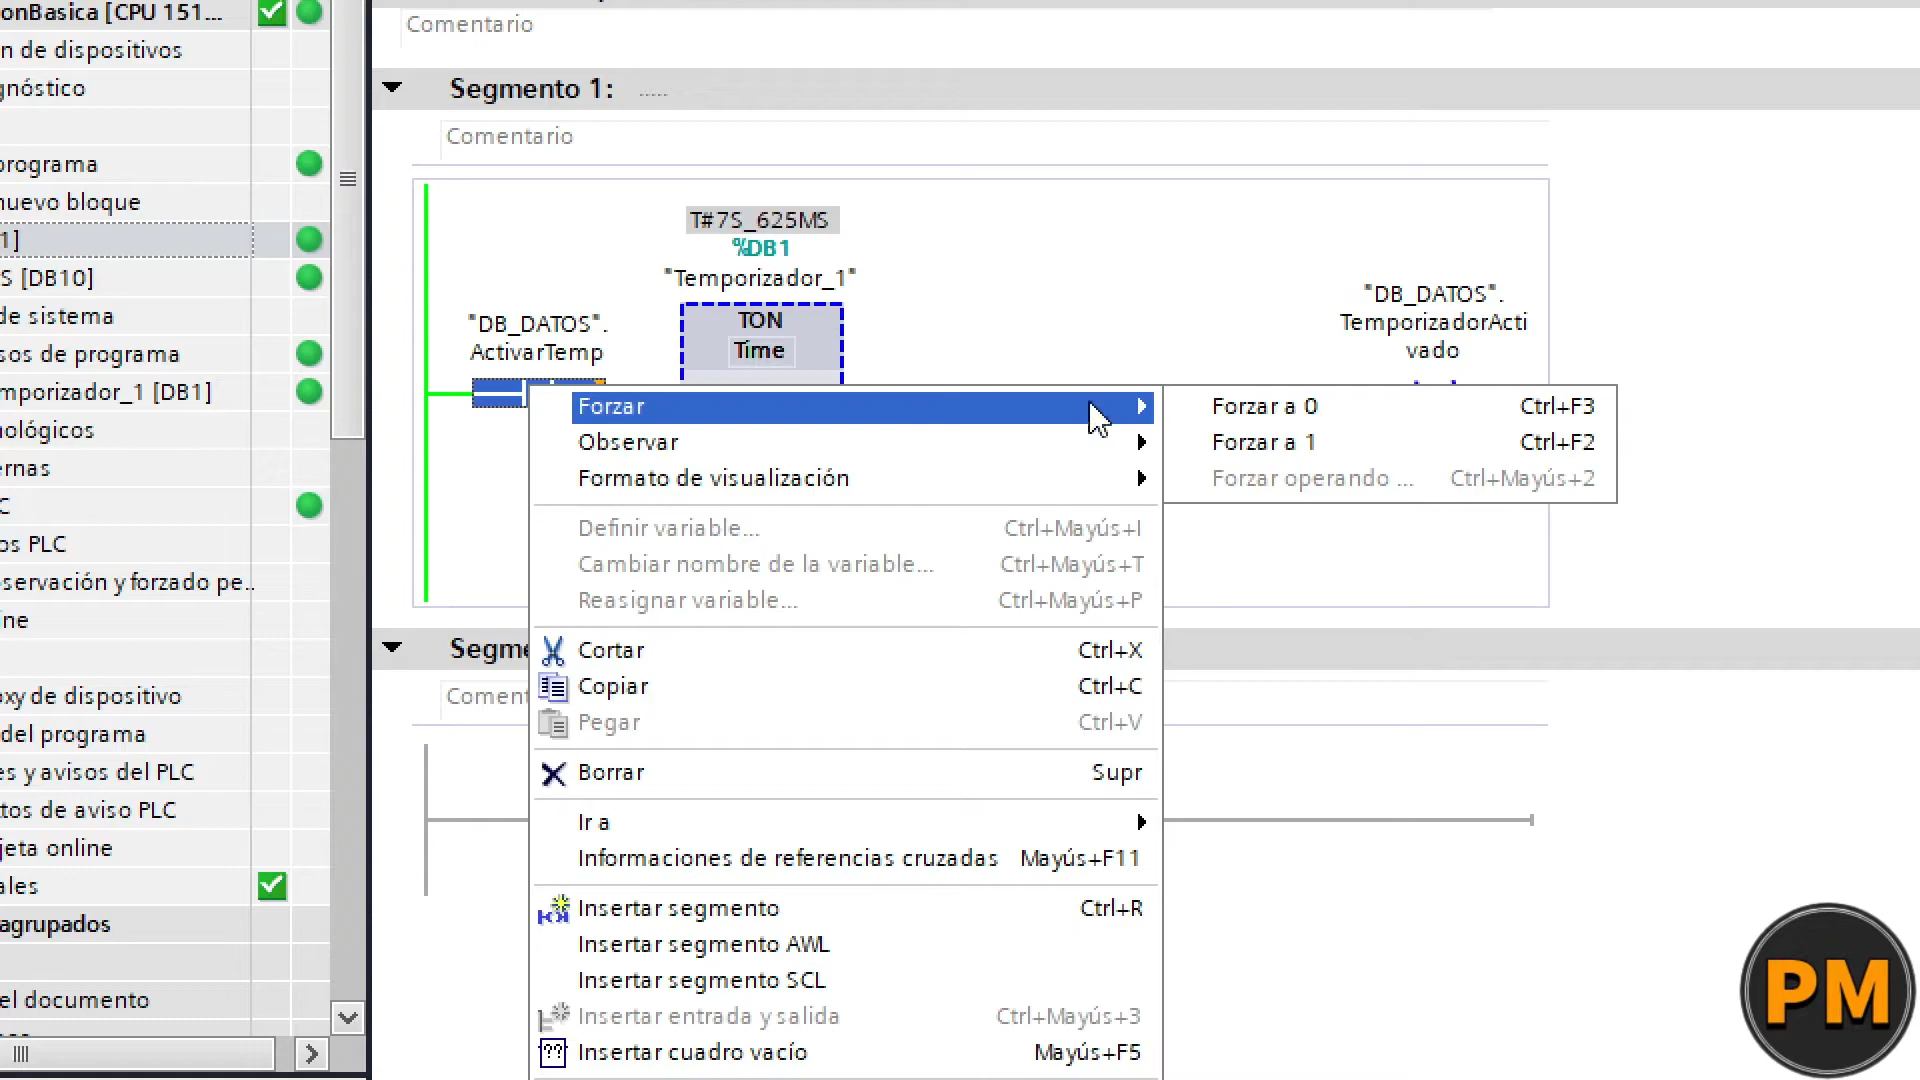 onBasica [CPU 151...
n de dispositivos
gnóstico
programa
nuevo bloque
1]
S [DB10]
de sistema
sos de programa
mporizador_1 [DB1]
nológicos
ernas
C
os PLC
servación y forzado pe..
ine
oxy de dispositivo
del programa
es y avisos del PLC
tos de aviso PLC
jeta online
ales
agrupados
el documento
Comentario
Segmento 1: .....
Comentario
T#7S_625MS
%DB1
"Temporizador_1"
TON
Time
"DB_DATOS".
ActivarTemp
"DB_DATOS".
TemporizadorActi
vado
Forzar
Observar
Formato de visualización
Definir variable... Ctrl+Mayús+I
Cambiar nombre de la variable... Ctrl+Mayús+T
Reasignar variable... Ctrl+Mayús+P
Cortar Ctrl+X
Copiar Ctrl+C
Pegar Ctrl+V
Borrar Supr
Ir a
Informaciones de referencias cruzadas Mayús+F11
Insertar segmento Ctrl+R
Insertar segmento AWL
Insertar segmento SCL
Insertar entrada y salida Ctrl+Mayús+3
?? Insertar cuadro vacío Mayús+F5
Forzar a 0 Ctrl+F3
Forzar a 1 Ctrl+F2
Forzar operando ... Ctrl+Mayús+2
Segme
Coment
PM